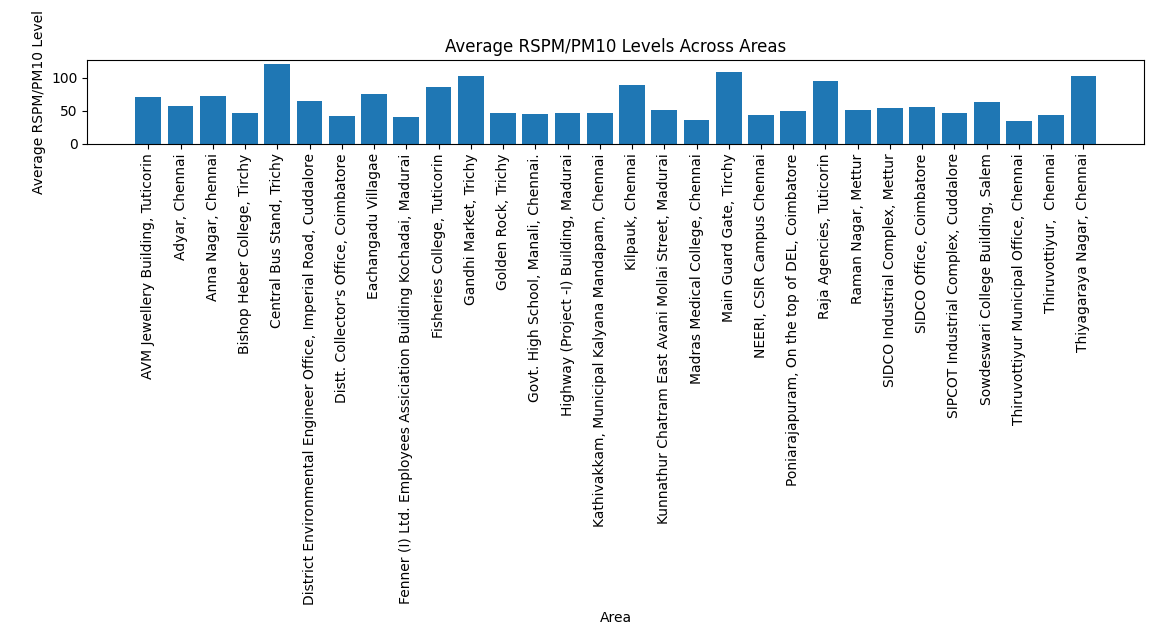 Average RSPM/PM10 Levels Across Areas
Average RSPM/PM10 Level
100
50
0
AVM Jewellery Building, Tuticorin
Adyar, Chennai
Anna Nagar, Chennai
Bishop Heber College, Tirchy
Central Bus Stand, Trichy
District Environmental Engineer Office, Imperial Road, Cuddalore
Distt. Collector's Office, Coimbatore
Eachangadu Villagae
Fenner (I) Ltd. Employees Assiciation Building Kochadai, Madurai
Fisheries College, Tuticorin
Gandhi Market, Trichy
Golden Rock, Trichy
Govt. High School, Manali, Chennai.
Highway (Project -I) Building, Madurai
Kathivakkam, Municipal Kalyana Mandapam, Chennai
Kilpauk, Chennai
Kunnathur Chatram East Avani Mollai Street, Madurai
Madras Medical College, Chennai
Main Guard Gate, Tirchy
NEERI, CSIR Campus Chennai
Poniarajapuram, On the top of DEL, Coimbatore
Raja Agencies, Tuticorin
Raman Nagar, Mettur
SIDCO Industrial Complex, Mettur
SIDCO Office, Coimbatore
SIPCOT Industrial Complex, Cuddalore
Sowdeswari College Building, Salem
Thiruvottiyur Municipal Office, Chennai
Thiruvottiyur,  Chennai
Thiyagaraya Nagar, Chennai
Area